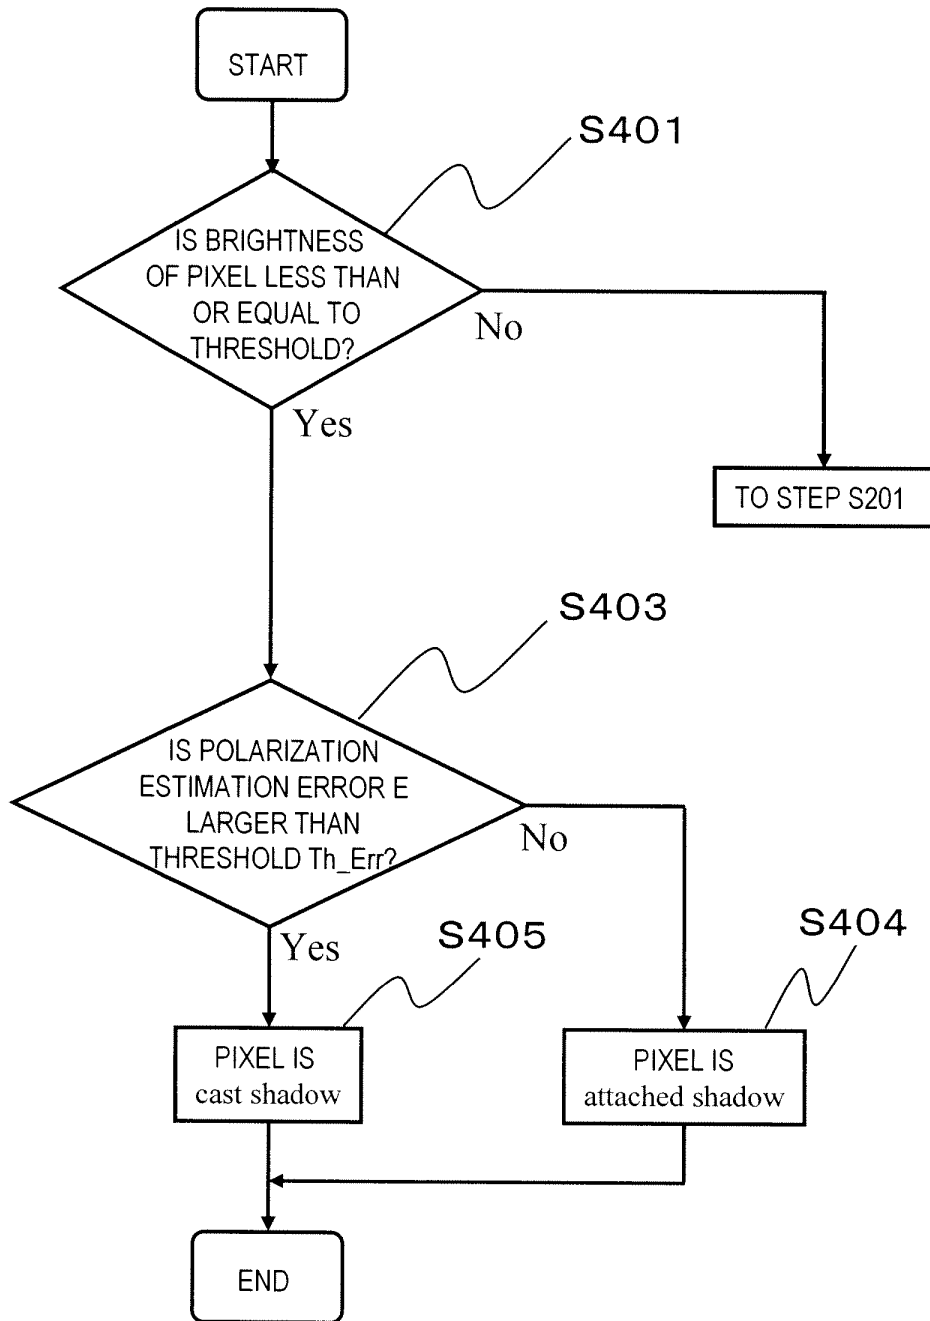 START
S401
IS BRIGHTNESS
OF PIXEL LESS THAN
OR EQUAL TO
THRESHOLD?
No
Yes
TO STEP S201
S403
IS POLARIZATION
ESTIMATION ERROR E
LARGER THAN
THRESHOLD Th_Err?
No
Yes
S405
S404
PIXEL IS
cast shadow
PIXEL IS
attached shadow
END